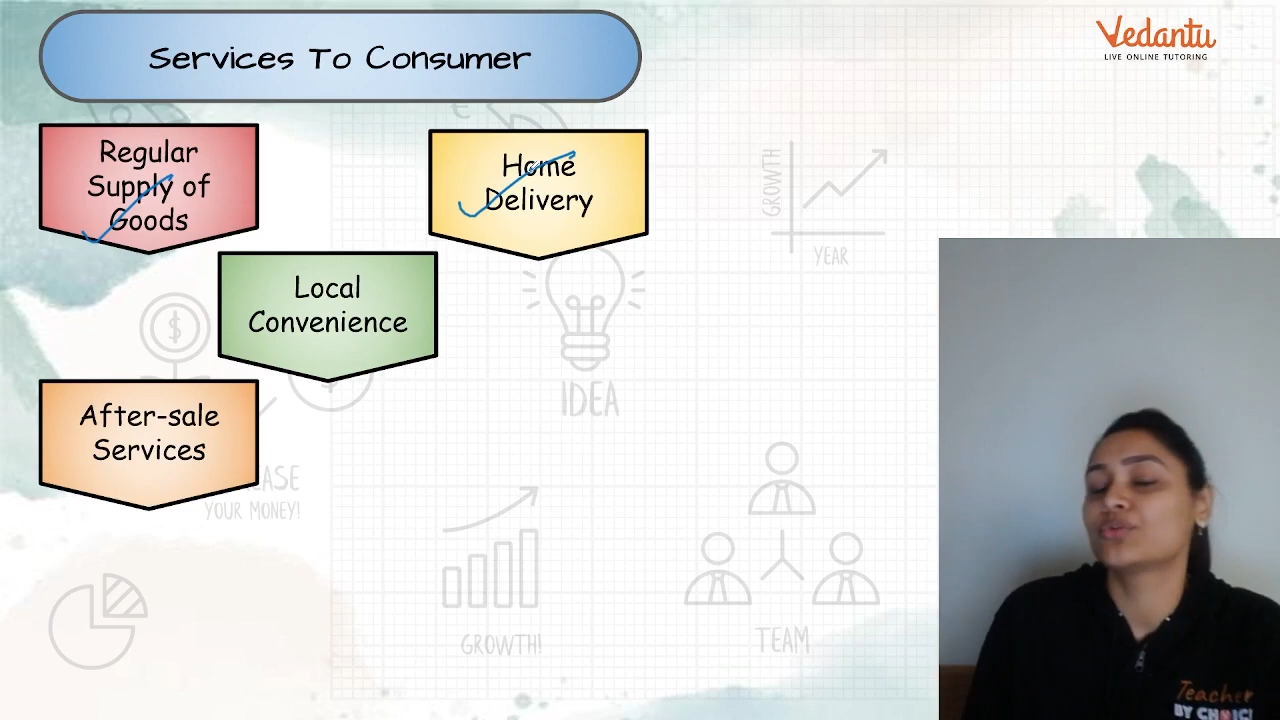 Services To Consumer
Vedantu
LIVE ONLINE TUTORING
Regular
Supply of
Goods
Home
Delivery
GROWTH
YEAR
Local
Convenience
IDEA
After-sale
Services
YOUR MONEY!
GROWTH!
TEAM
Teacher
BY CHOICE